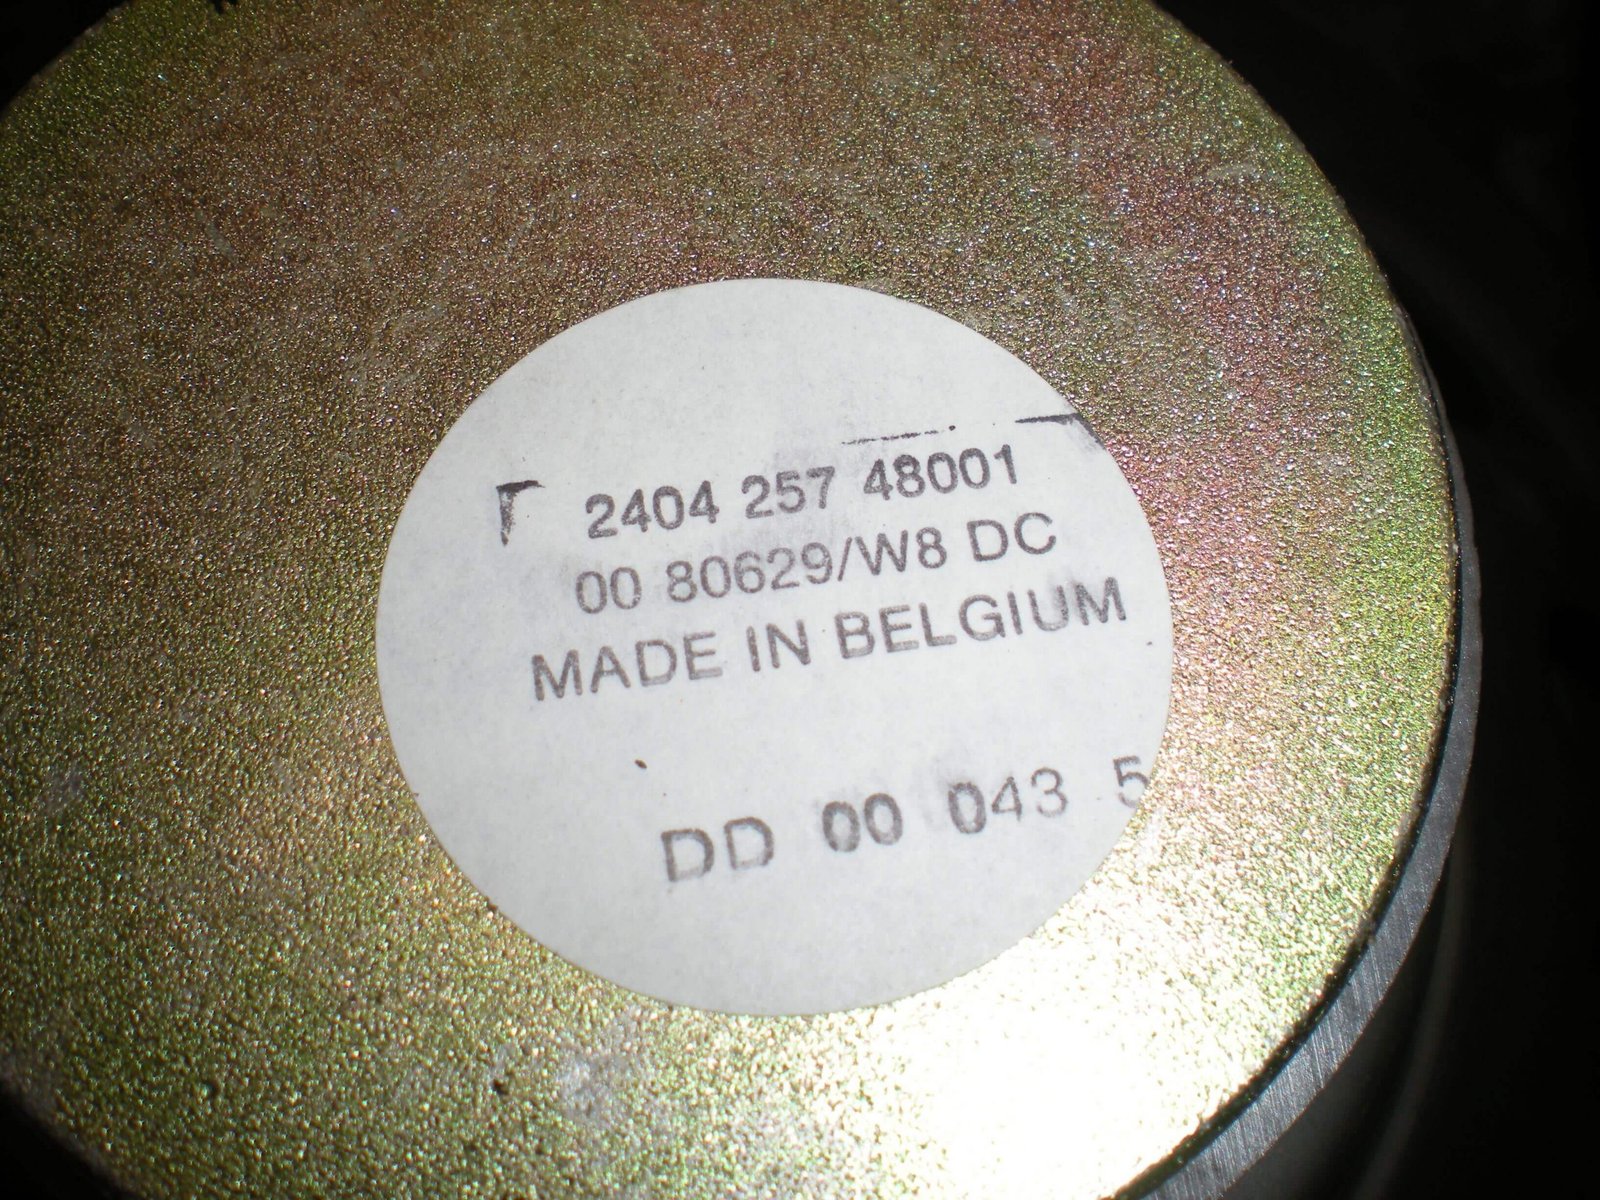 2404 257 48001
00 80629/W8 DC
MADE IN BELGIUM
DD 00 043 5